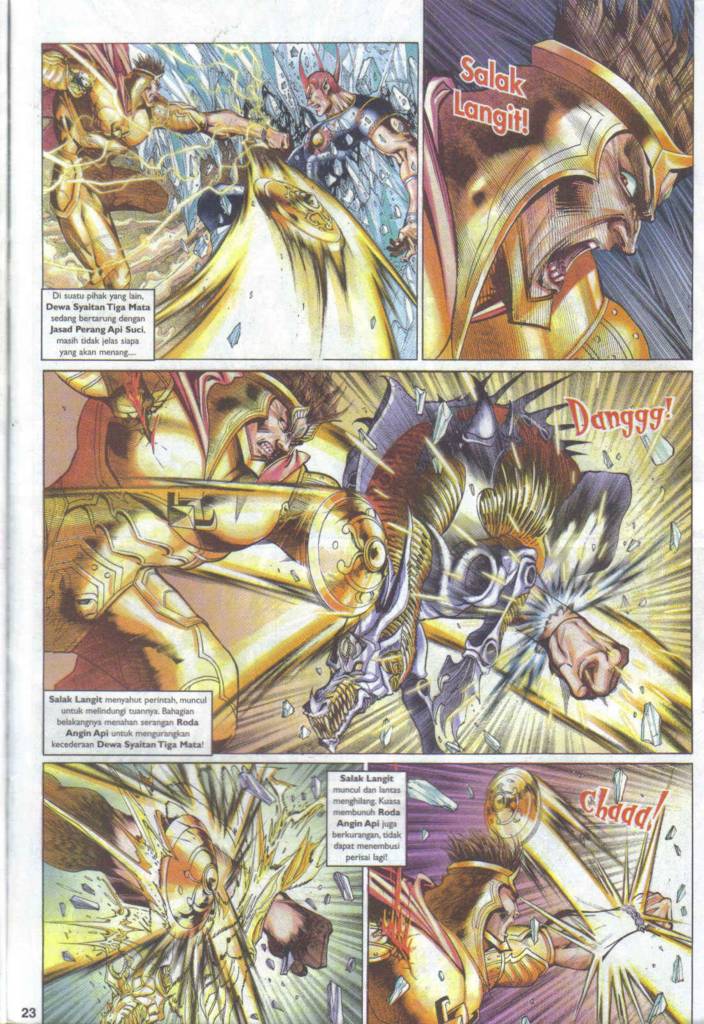 Di suatu pihak yang lain,
Dewa Syaitan Tiga Mata
sedang bertarung dengan
Jasad Perang Api Suci,
masih tidak jelas siapa
yang akan menang....
Salak
Langit!
Danggg!
Salak Langit menyahut perintah, muncul
untuk melindungi tuannya. Bahagian
belakangnya menahan serangan Roda
Angin Api untuk mengurangkan
kecederaan Dewa Syaitan Tiga Mata!
Salak Langit
muncul dan lantas
menghilang. Kuasa
membunuh Roda
Angin Api juga
berkurangan, tidak
dapat menembusi
perisai lagi!
Chaaa!
23